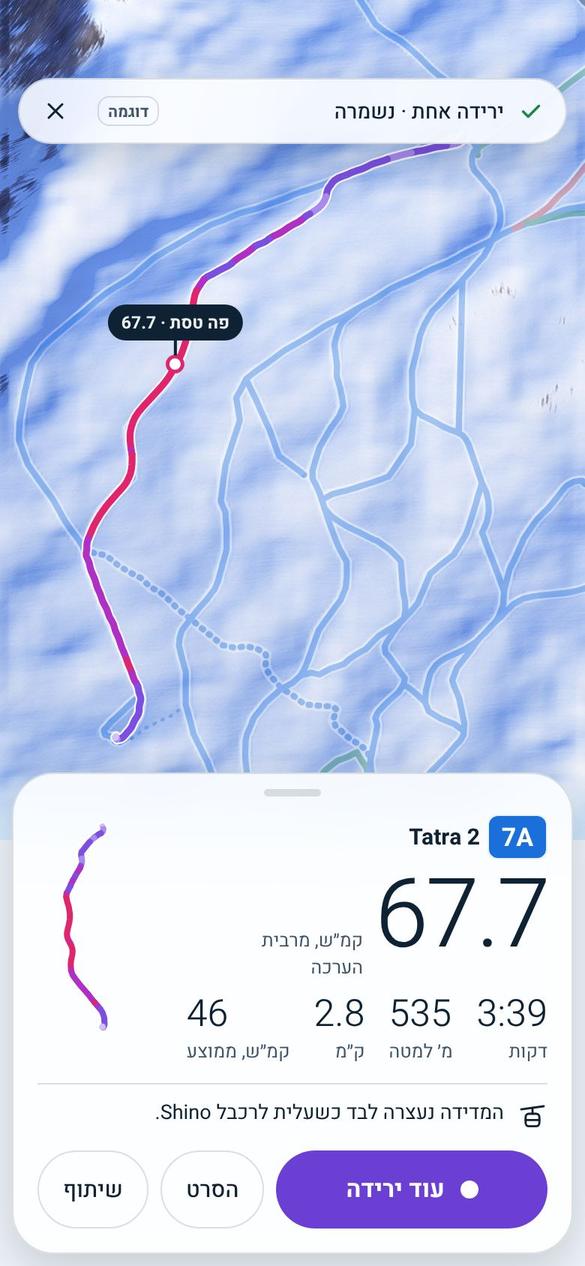 ירידה אחת · נשמרה
דוגמה
פה טסת · 67.7
7A Tatra 2
67.7
קמ״ש, מרבית
הערכה
3:39 535 2.8 46
דקות מ׳ למטה ק״מ קמ״ש, ממוצע
המדידה נעצרה לבד כשעלית לרכבל Shino.
עוד ירידה
הסרט
שיתוף